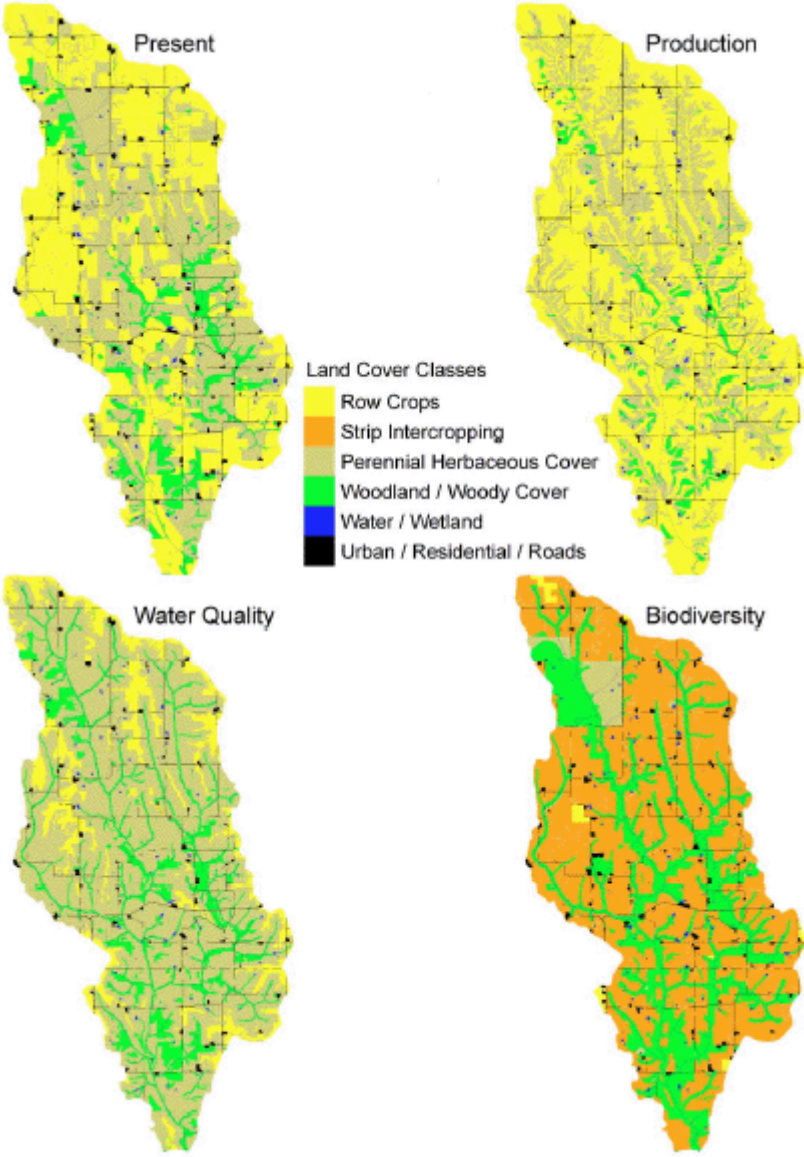 Present
Production
Land Cover Classes
Row Crops
Strip Intercropping
Perennial Herbaceous Cover
Woodland / Woody Cover
Water / Wetland
Urban / Residential / Roads
Water Quality
Biodiversity